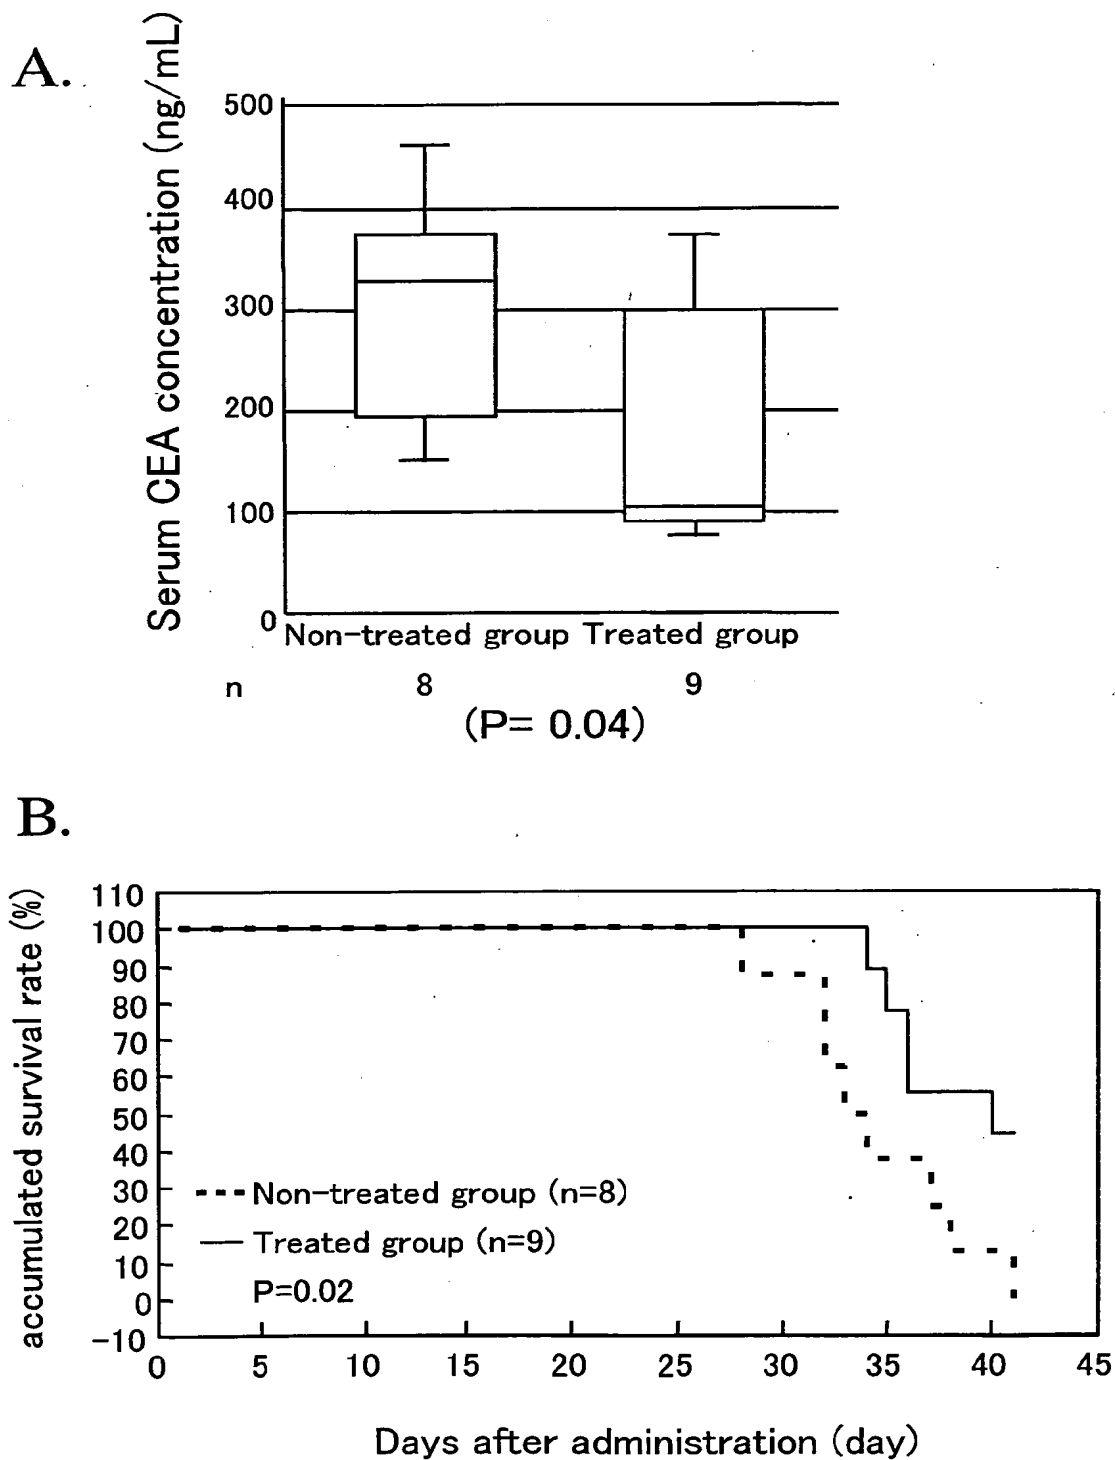 A.
Serum CEA concentration (ng/mL)
500
400
300
200
100
0
Non-treated group Treated group
n 8 9
(P= 0.04)
B.
accumulated survival rate (%)
110
100
90
80
70
60
50
40
30
20
10
0
-10
Non-treated group (n=8)
Treated group (n=9)
P=0.02
0 5 10 15 20 25 30 35 40 45
Days after administration (day)